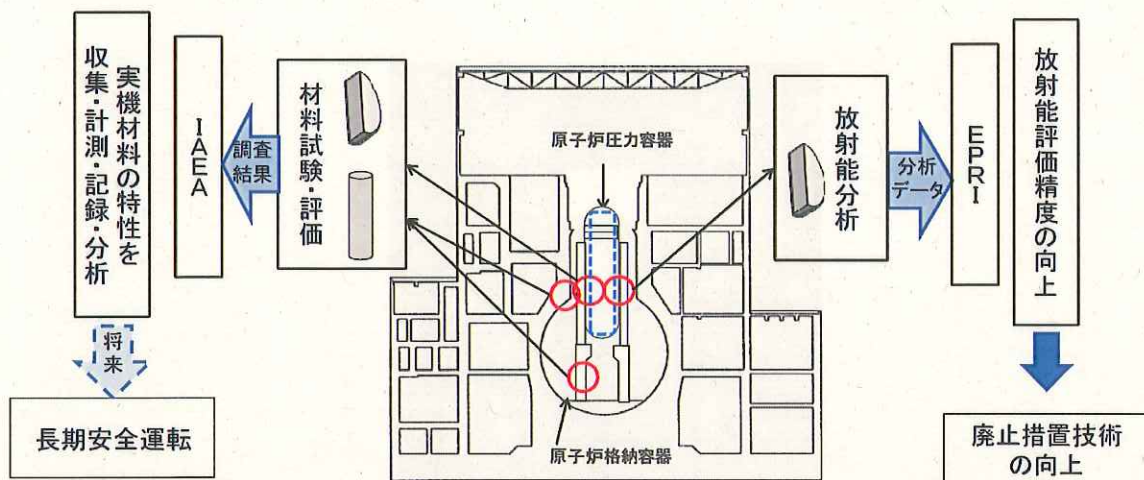 実機材料の特性を
収集・計測・記録・分析
IAEA
調査
結果
材料試験・評価
原子炉圧力容器
放射能分析
分析
データ
EPRI
放射能評価精度の向上
将来
長期安全運転
原子炉格納容器
廃止措置技術
の向上